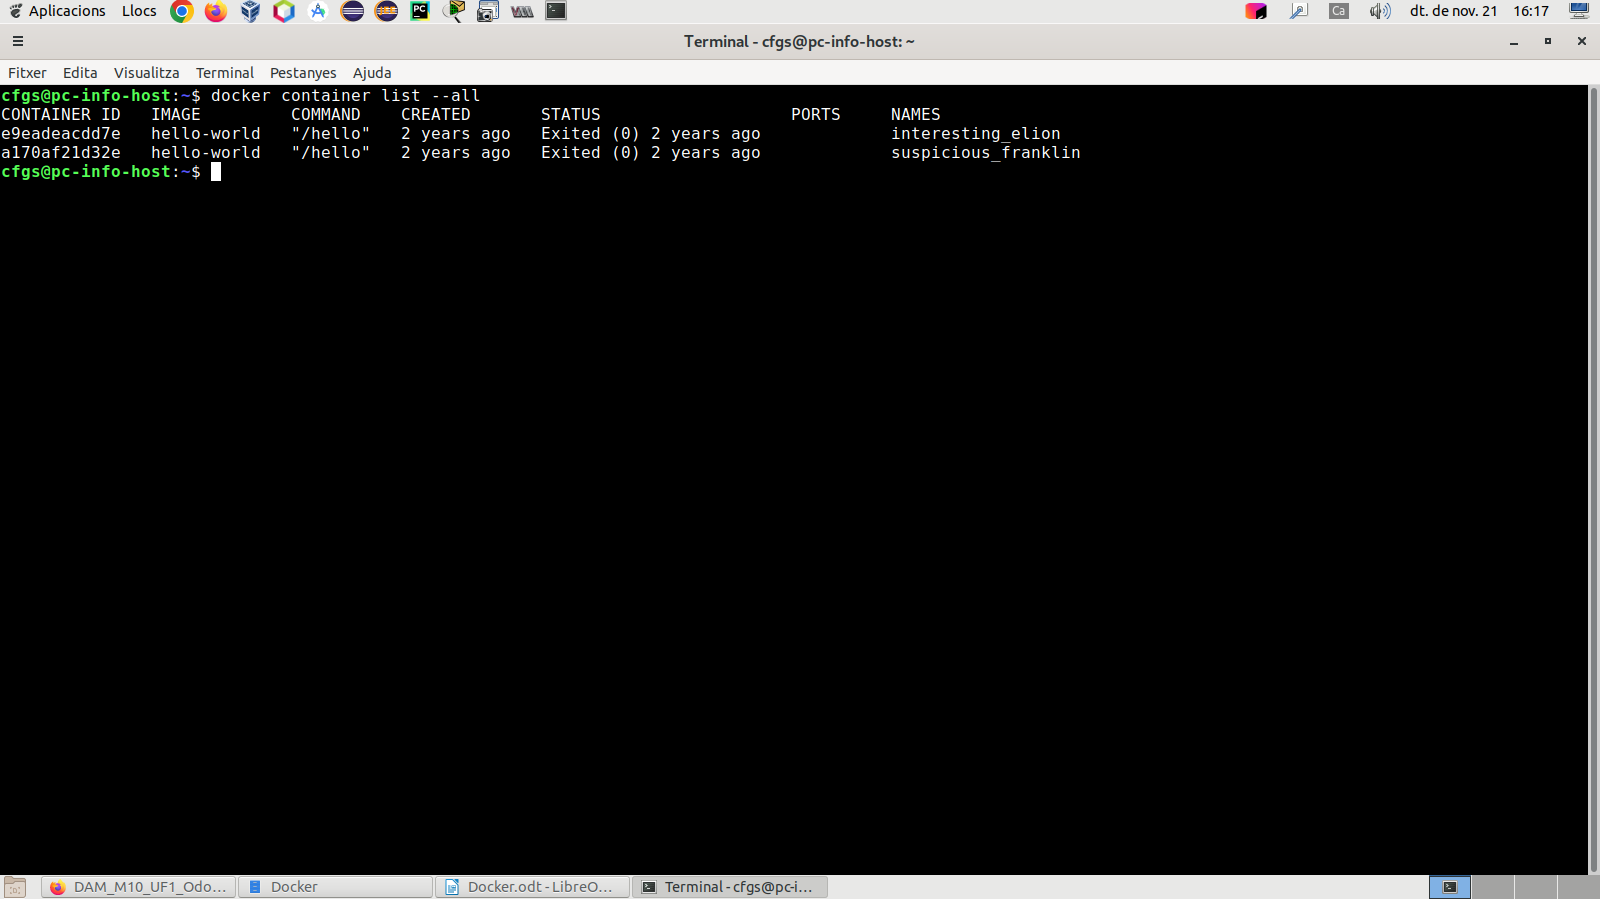 Aplicacions Llocs PC Ca dt. de nov. 21 16:17
Terminal - cfgs@pc-info-host: ~
Fitxer Edita Visualitza Terminal Pestanyes Ajuda
cfgs@pc-info-host:~$ docker container list --all
CONTAINER ID IMAGE COMMAND CREATED STATUS PORTS NAMES
e9eadeacdd7e hello-world "/hello" 2 years ago Exited (0) 2 years ago interesting_elion
a170af21d32e hello-world "/hello" 2 years ago Exited (0) 2 years ago suspicious_franklin
cfgs@pc-info-host:~$
DAM_M10_UF1_Odo... Docker Docker.odt - LibreO... Terminal - cfgs@pc-i...